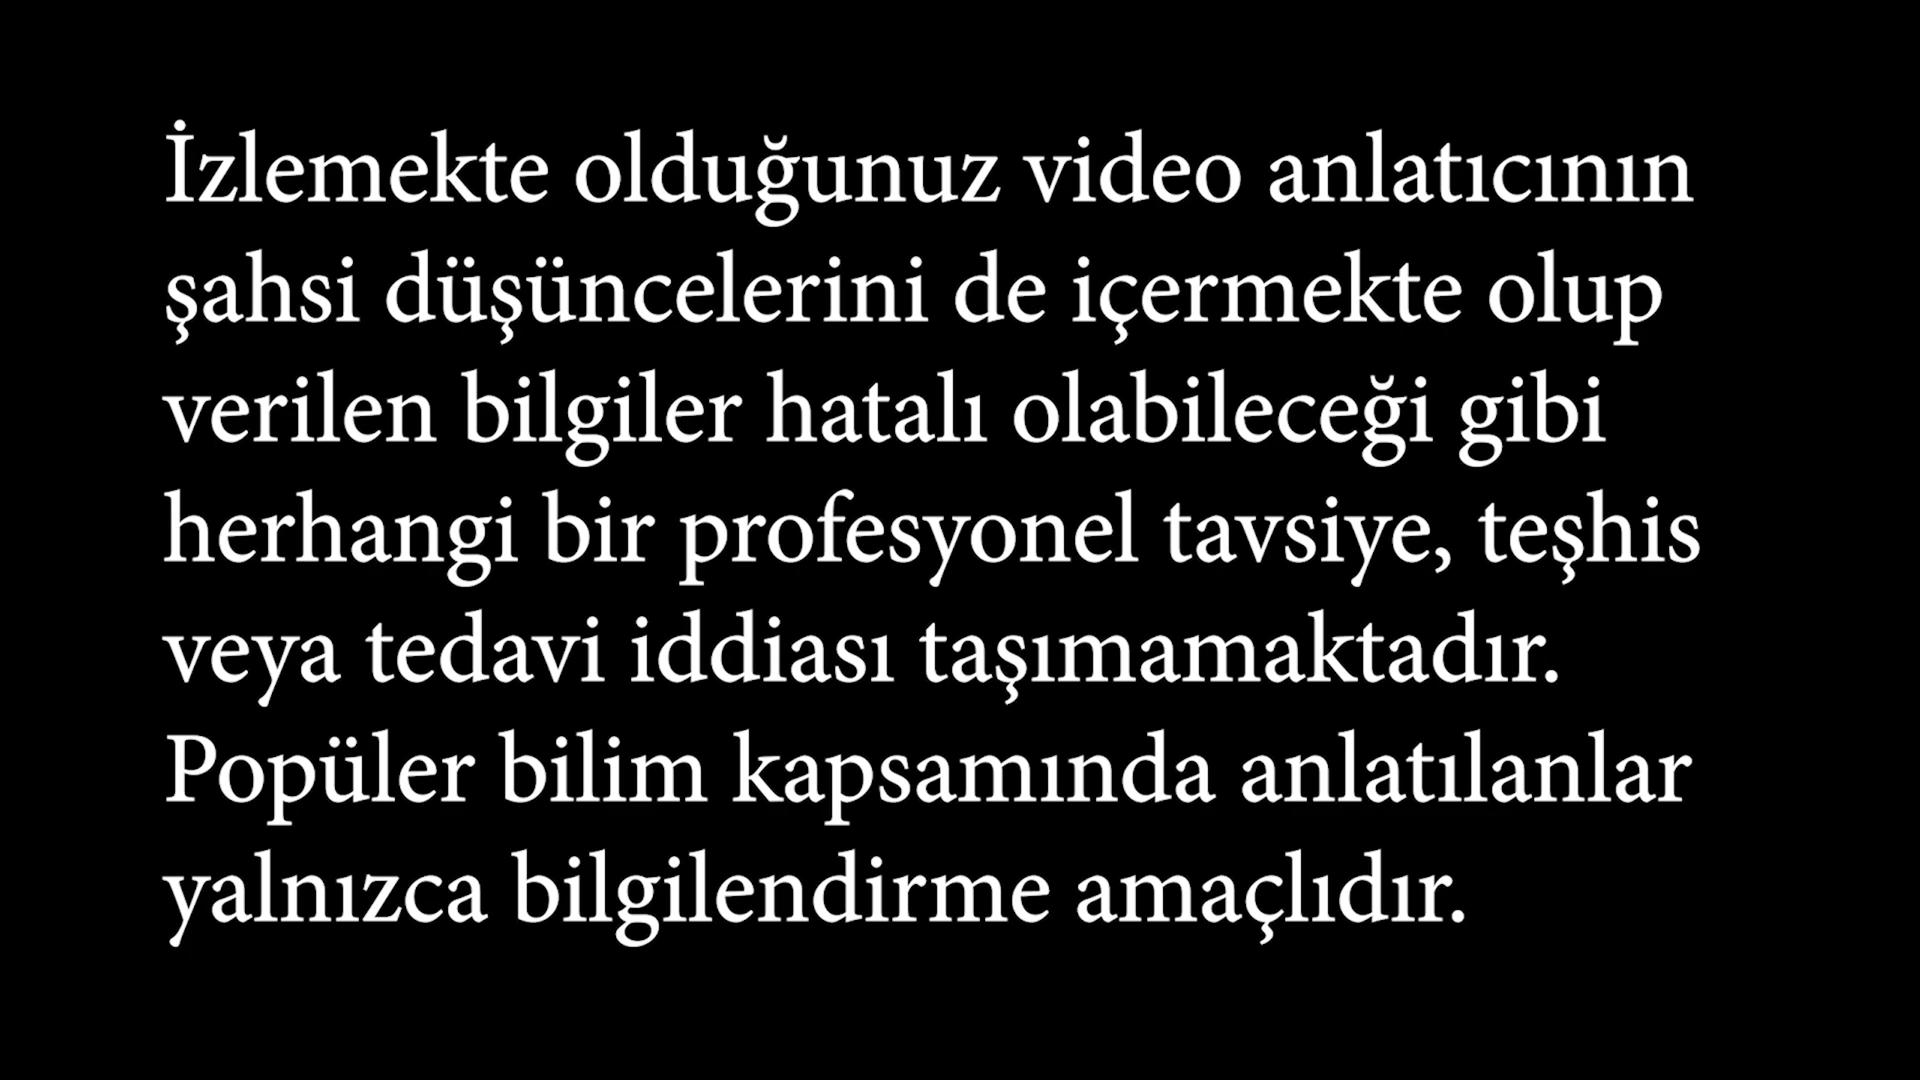 İzlemekte olduğunuz video anlatıcının
şahsi düşüncelerini de içermekte olup
verilen bilgiler hatalı olabileceği gibi
herhangi bir profesyonel tavsiye, teşhis
veya tedavi iddiası taşımamaktadır.
Popüler bilim kapsamında anlatılanlar
yalnızca bilgilendirme amaçlıdır.